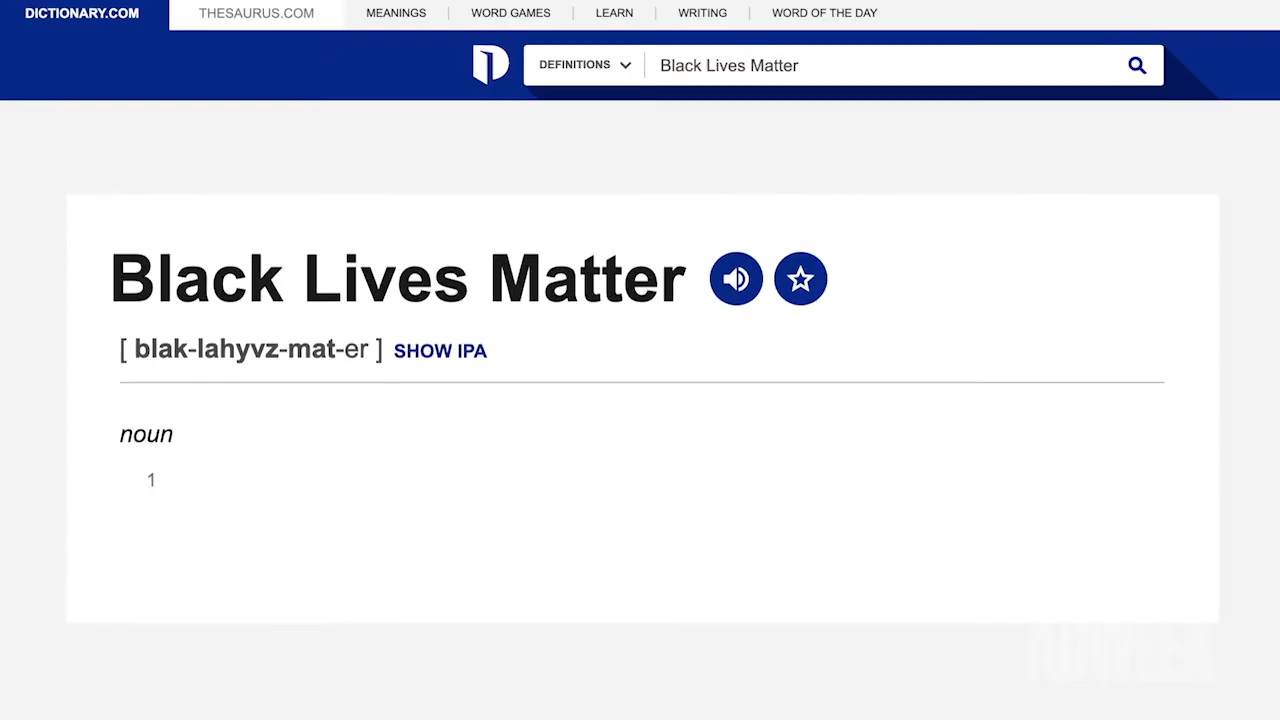 DICTIONARY.COM THESAURUS.COM MEANINGS WORD GAMES LEARN WRITING WORD OF THE DAY
DEFINITIONS Black Lives Matter
Black Lives Matter
[ blak-lahyvz-mat-er ] SHOW IPA
noun
1